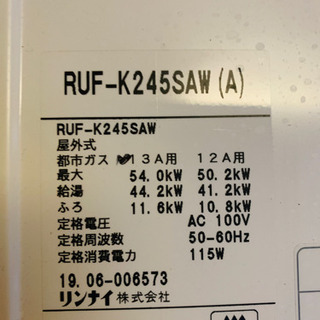 RUF-K245SAW(A)
RUF-K245SAW
屋外式
都市ガス 13A用 12A用
最大 54.0kW 50.2kW
給湯 44.2kW 41.2kW
ふろ 11.6kW 10.8kW
定格電圧 AC 100V
定格周波数 50-60Hz
定格消費電力 115W
19.06-006573
リンナイ株式会社